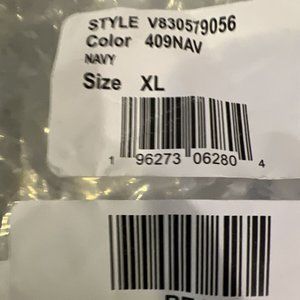 STYLE V830579056
Color 409NAV
NAVY
Size XL
1 96273 06280 4